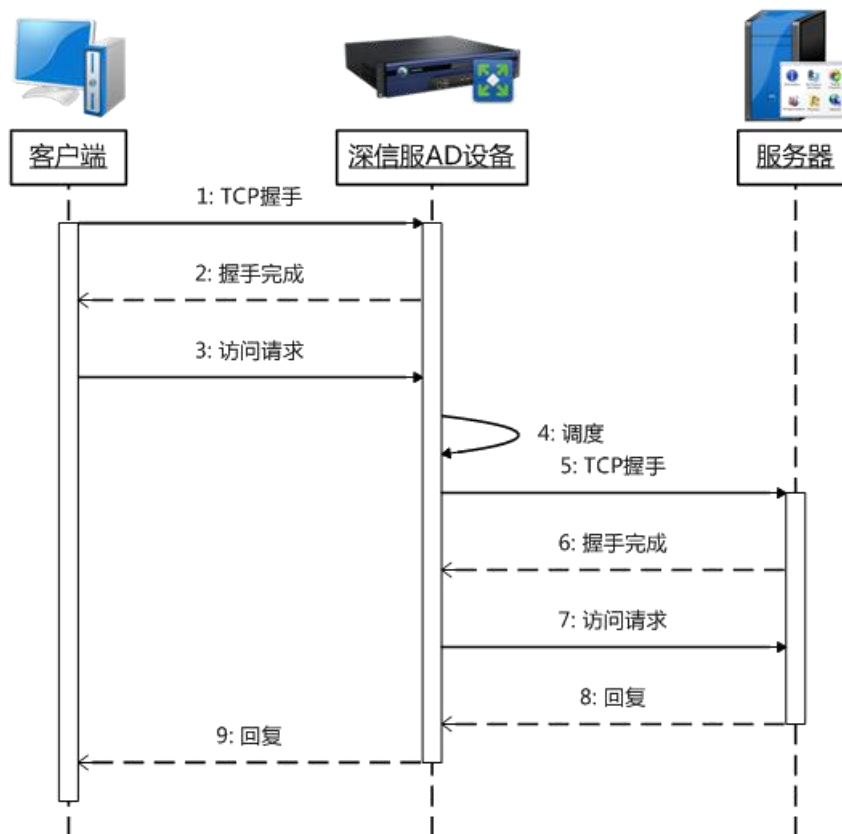 客户端
深信服AD设备
服务器
1: TCP握手
2: 握手完成
3: 访问请求
4: 调度
5: TCP握手
6: 握手完成
7: 访问请求
8: 回复
9: 回复